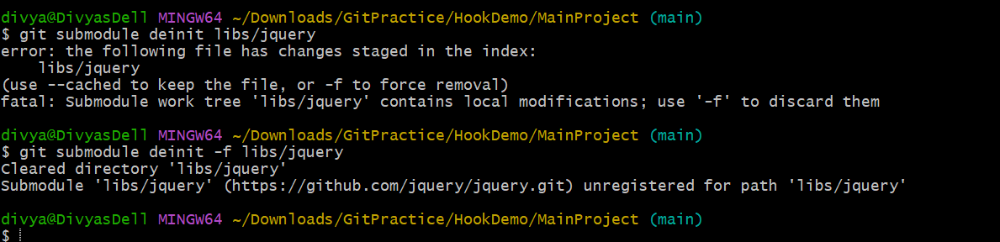 divya@DivyasDell MINGW64 ~/Downloads/GitPractice/HookDemo/MainProject (main)
$ git submodule deinit libs/jquery
error: the following file has changes staged in the index:
    libs/jquery
(use --cached to keep the file, or -f to force removal)
fatal: Submodule work tree 'libs/jquery' contains local modifications; use '-f' to discard them
divya@DivyasDell MINGW64 ~/Downloads/GitPractice/HookDemo/MainProject (main)
$ git submodule deinit -f libs/jquery
Cleared directory 'libs/jquery'
Submodule 'libs/jquery' (https://github.com/jquery/jquery.git) unregistered for path 'libs/jquery'
divya@DivyasDell MINGW64 ~/Downloads/GitPractice/HookDemo/MainProject (main)
$